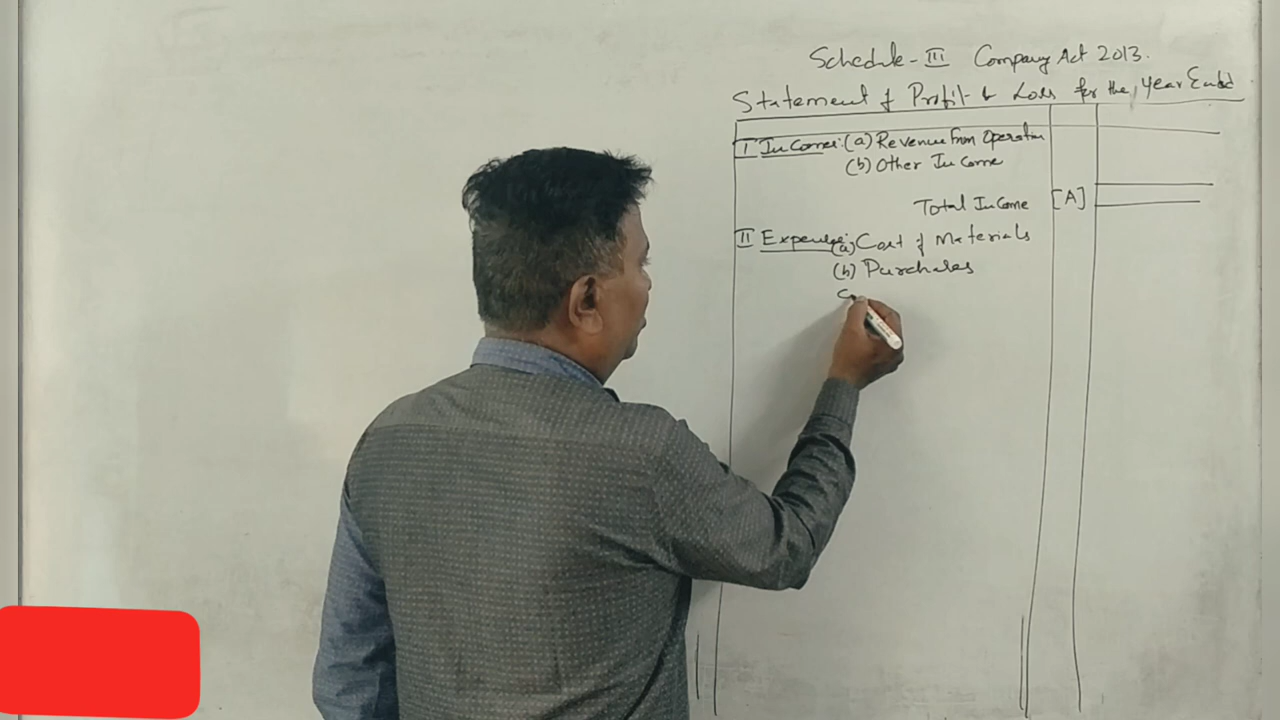 Schedule - III Company Act 2013.
Statement of Profit & Loss for the Year Ended
I Income: (a) Revenue from Operation
(b) Other Income
Total Income [A]
II Expense: (a) Cost of Materials
(b) Purchases